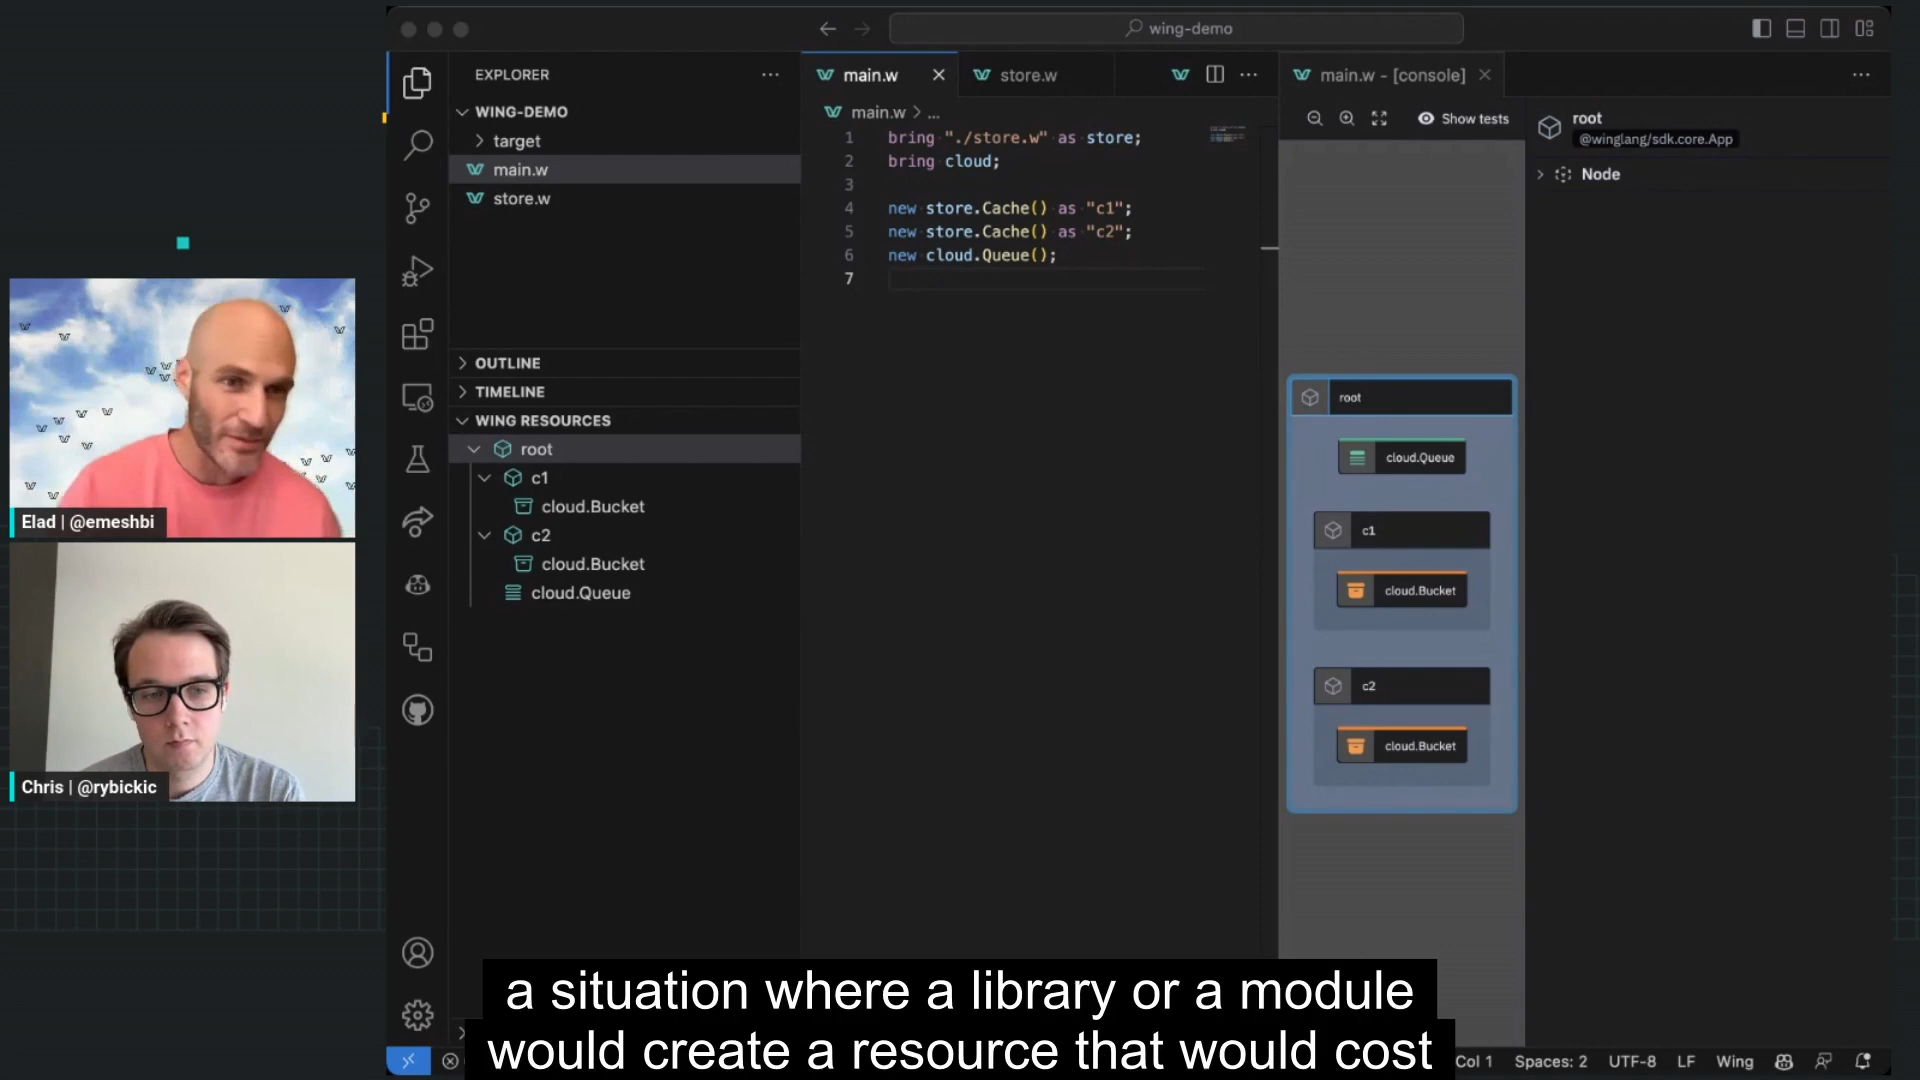 wing-demo
EXPLORER
WING-DEMO
target
main.w
store.w
OUTLINE
TIMELINE
WING RESOURCES
root
c1
cloud.Bucket
c2
cloud.Bucket
cloud.Queue
main.w
store.w
main.w > ...
1 bring "./store.w" as store;
2 bring cloud;
3
4 new store.Cache() as "c1";
5 new store.Cache() as "c2";
6 new cloud.Queue();
7
main.w - [console]
Show tests
root
cloud.Queue
c1
cloud.Bucket
c2
cloud.Bucket
root
@winglang/sdk.core.App
Node
Elad | @emeshbi
Chris | @rybickic
a situation where a library or a module
would create a resource that would cost
Col 1 Spaces: 2 UTF-8 LF Wing